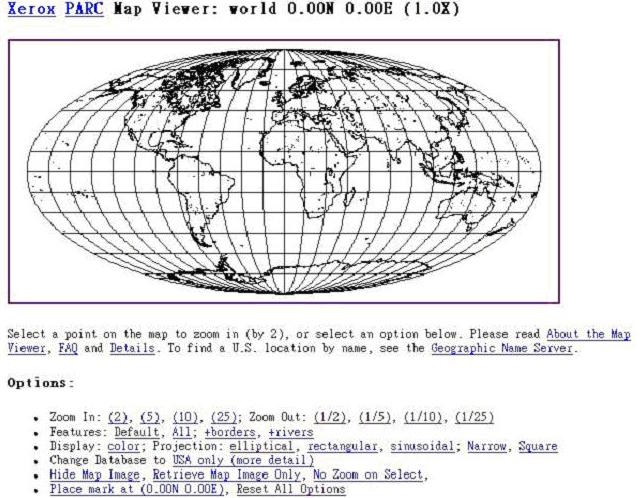 Xerox PARC Map Viewer: world 0.00N 0.00E (1.0X)
Select a point on the map to zoom in (by 2), or select an option below. Please read About the Map
Viewer, FAQ and Details. To find a U.S. location by name, see the Geographic Name Server.
Options:
• Zoom In: (2), (5), (10), (25); Zoom Out: (1/2), (1/5), (1/10), (1/25)
• Features: Default, All; +borders, +rivers
• Display: color; Projection: elliptical, rectangular, sinusoidal; Narrow, Square
• Change Database to USA only (more detail)
• Hide Map Image, Retrieve Map Image Only, No Zoom on Select,
• Place mark at (0.00N 0.00E), Reset All Options